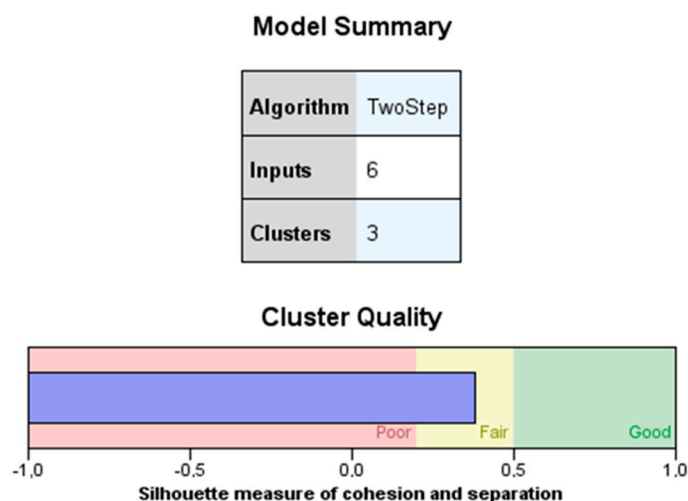 Model Summary
Algorithm TwoStep
Inputs 6
Clusters 3
Cluster Quality
Poor Fair Good
-1,0 -0,5 0,0 0,5 1,0
Silhouette measure of cohesion and separation